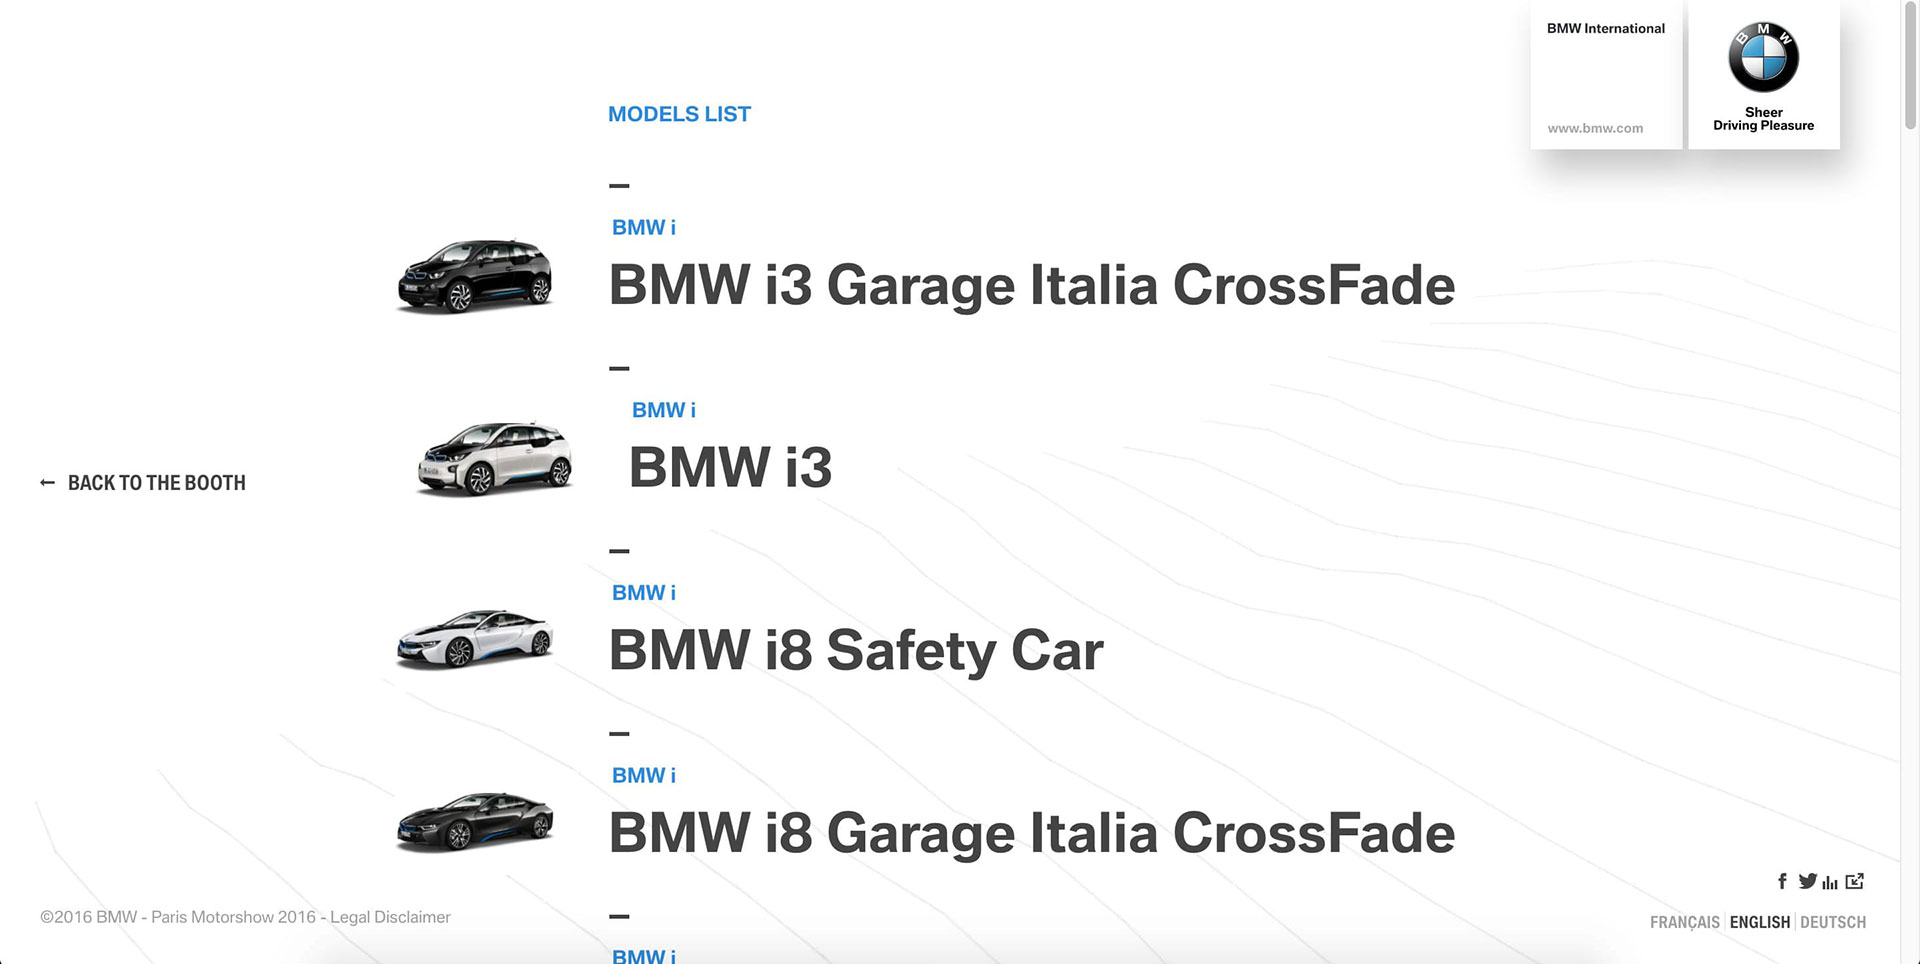 BMW International
www.bmw.com
BMW
Sheer
Driving Pleasure
MODELS LIST
BMW i
BMW i3 Garage Italia CrossFade
BMW i
BMW i3
← BACK TO THE BOOTH
BMW i
BMW i8 Safety Car
BMW i
BMW i8 Garage Italia CrossFade
BMW i
©2016 BMW - Paris Motorshow 2016 - Legal Disclaimer
FRANÇAIS | ENGLISH | DEUTSCH